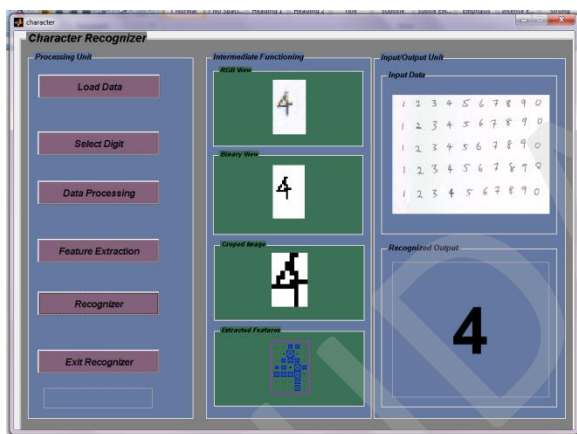 character
Character Recognizer
Processing Unit
Load Data
Select Digit
Data Processing
Feature Extraction
Recognizer
Exit Recognizer
Intermediate Functioning
RGB View
4
Binary View
4
Croped Image
4
Extracted Features
Input/Output Unit
Input Data
1 2 3 4 5 6 7 8 9 0
1 2 3 4 5 6 7 8 9 0
1 2 3 4 5 6 7 8 9 0
1 2 3 4 5 6 7 8 9 0
1 2 3 4 5 6 7 8 9 0
Recognized Output
4